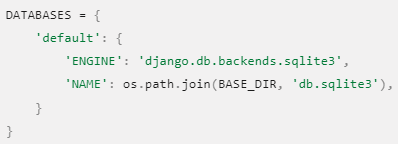 DATABASES = {
    'default': {
        'ENGINE': 'django.db.backends.sqlite3',
        'NAME': os.path.join(BASE_DIR, 'db.sqlite3'),
    }
}